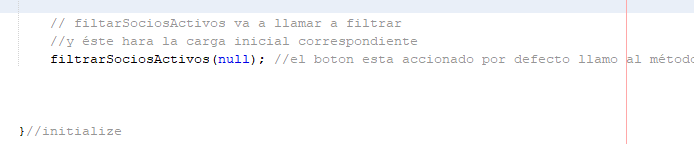 // filtarSociosActivos va a llamar a filtrar
//y éste hara la carga inicial correspondiente
filtrarSociosActivos(null); //el boton esta accionado por defecto llamo al método
}//initialize